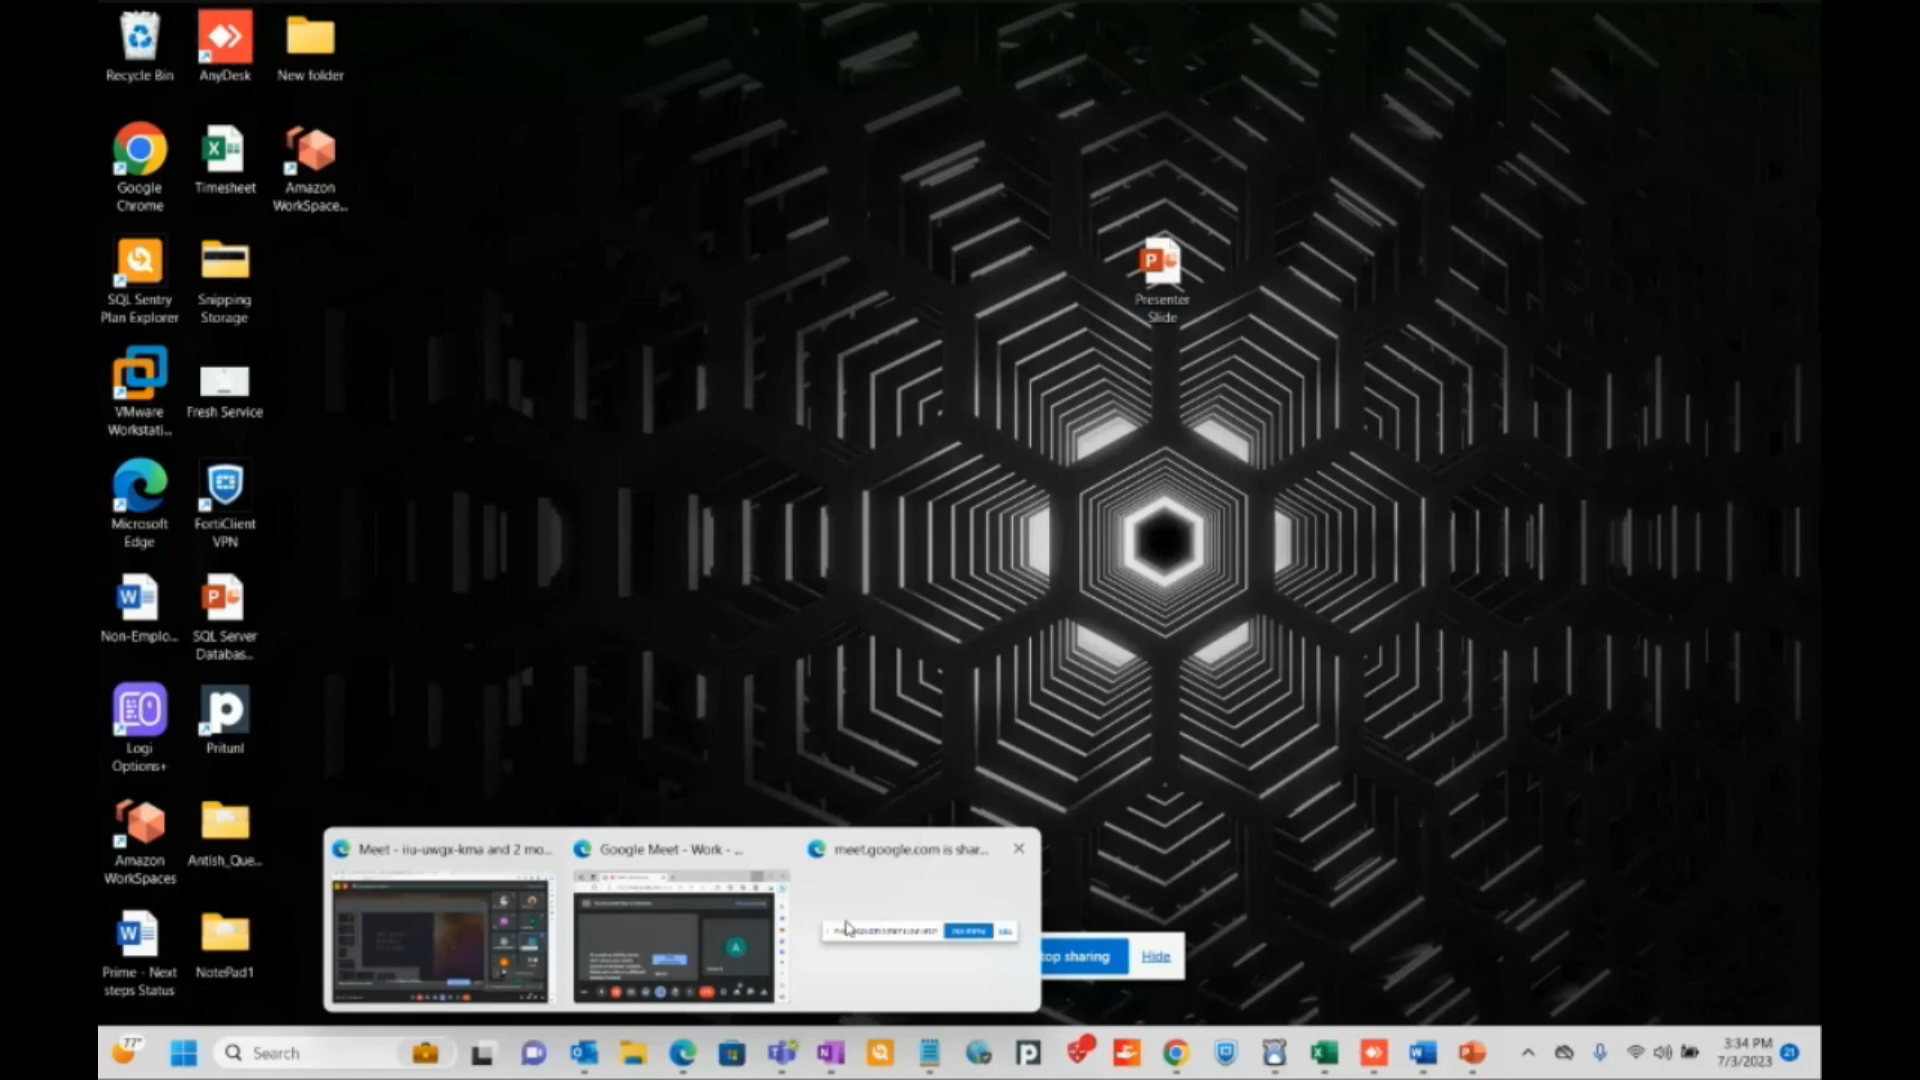 Recycle Bin
AnyDesk
New folder
Google
Chrome
Timesheet
Amazon
WorkSpace...
SQL Sentry
Plan Explorer
Snipping
Storage
Presenter
Slide
VMware
Workstati...
Fresh Service
Microsoft
Edge
FortiClient
VPN
Non-Emplo...
SQL Server
Databas...
Logi
Options+
Pritunl
Amazon
WorkSpaces
Antish_Que...
Prime - Next
steps Status
NotePad1
Meet - iiu-uwgx-kma and 2 mo...
Google Meet - Work - ...
meet.google.com is shar...
top sharing
Hide
77°
Search
3:34 PM
7/3/2023
21